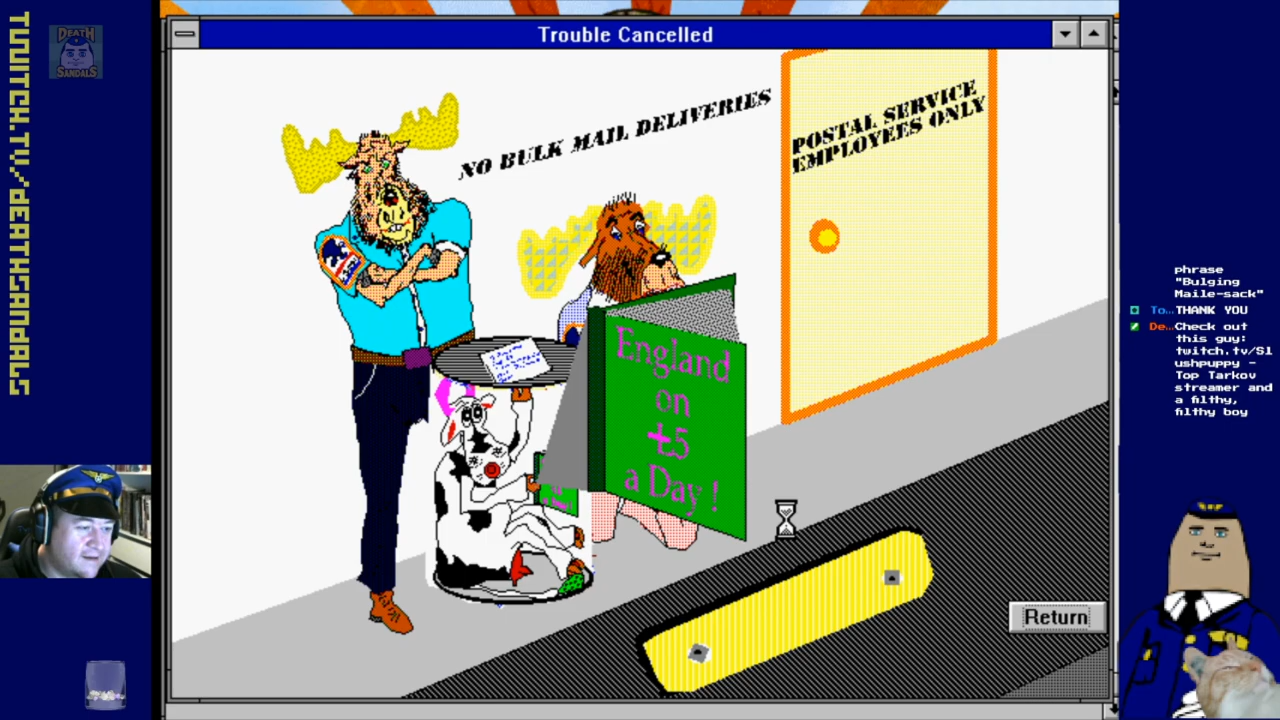 TWITCH.TV/DEATHSANDALS
DEATH
SANDALS
Trouble Cancelled
NO BULK MAIL DELIVERIES
POSTAL SERVICE
EMPLOYEES ONLY
England
on
£5
a Day!
Return
phrase
"Bulging
Maile-sack"
To...THANK YOU
De...Check out
this guy:
twitch.tv/Sl
ushpuppy -
Top Tarkov
streamer and
a filthy,
filthy boy